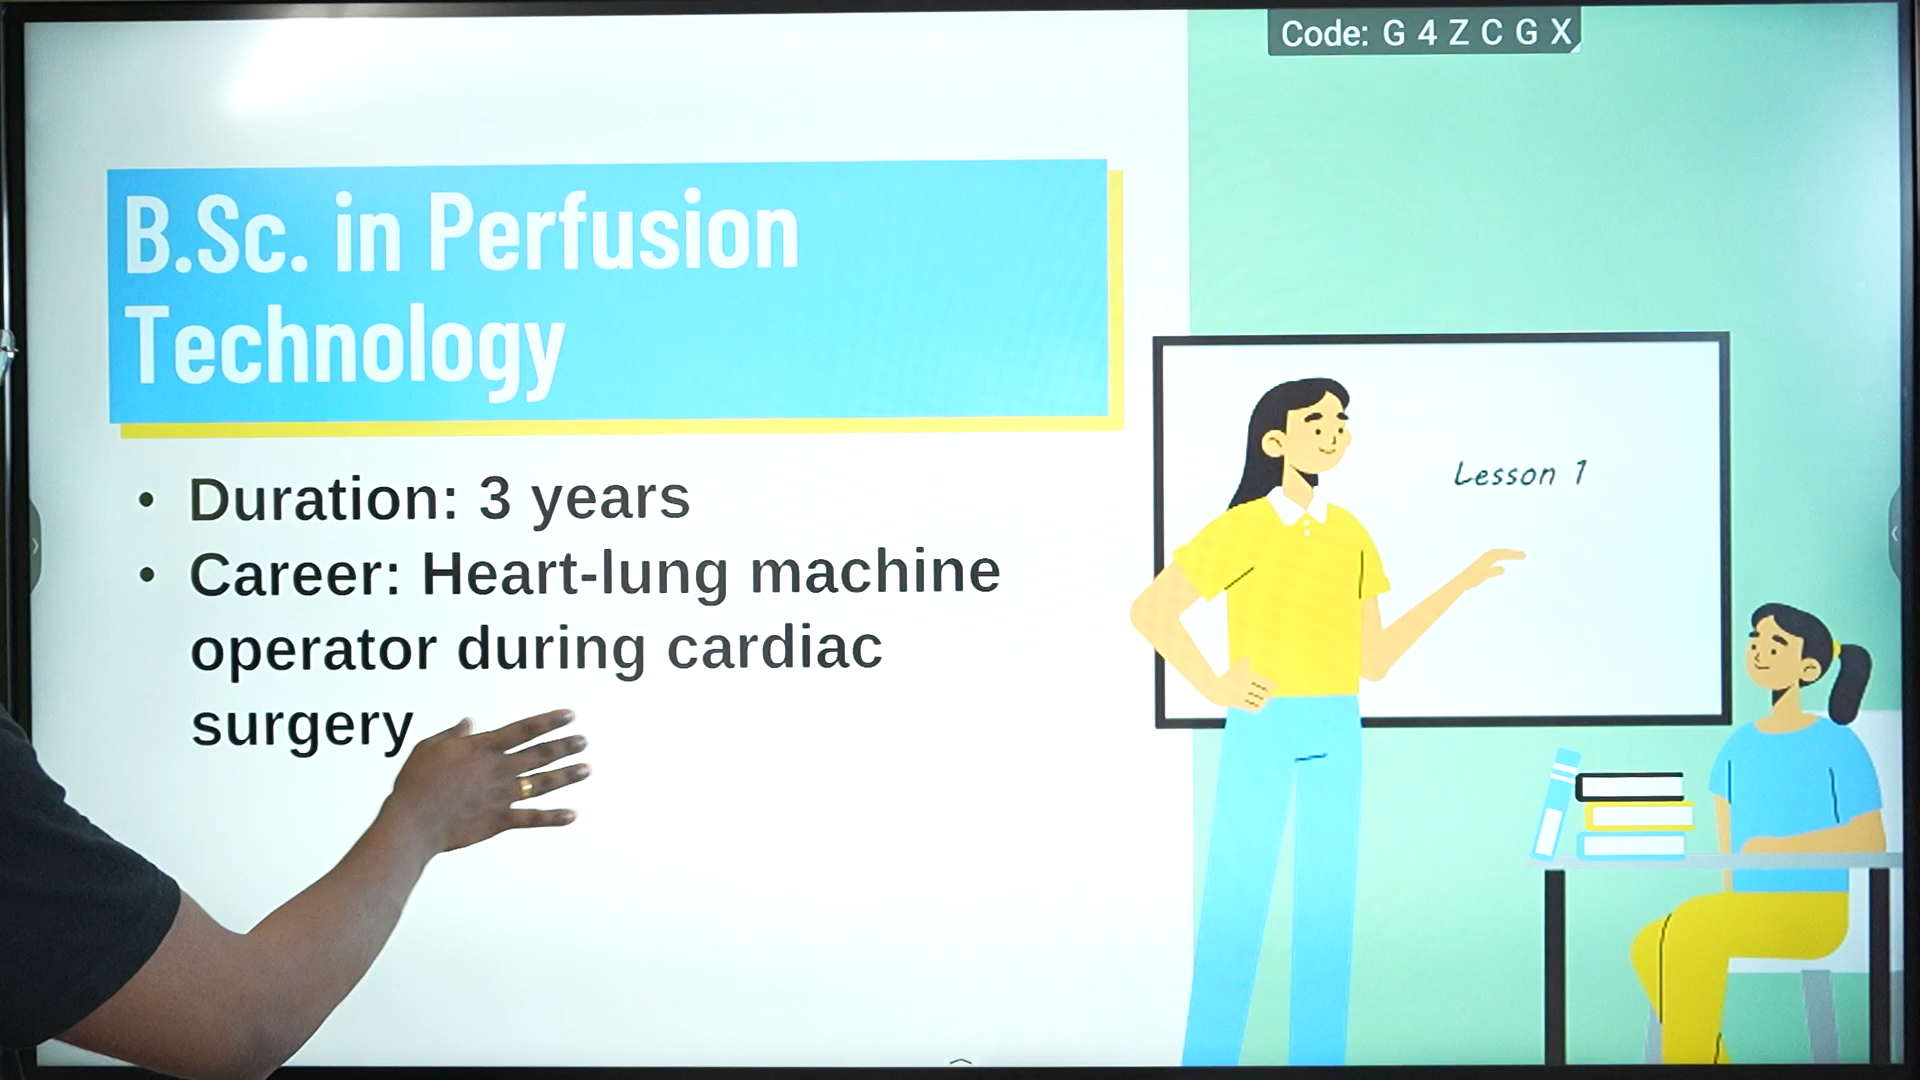 Code: G 4 Z C G X
B.Sc. in Perfusion
Technology
• Duration: 3 years
• Career: Heart-lung machine
operator during cardiac
surgery
Lesson 1